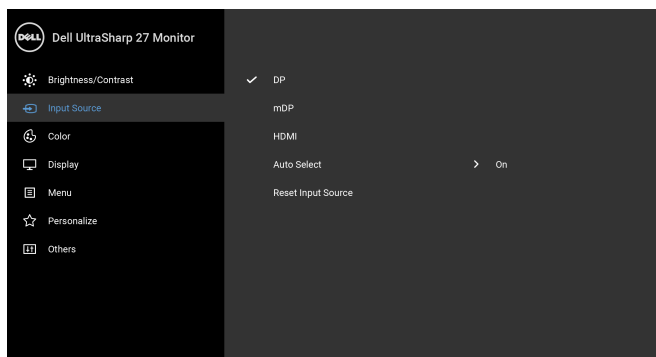 DELL Dell UltraSharp 27 Monitor
Brightness/Contrast
Input Source
Color
Display
Menu
Personalize
Others
DP
mDP
HDMI
Auto Select On
Reset Input Source